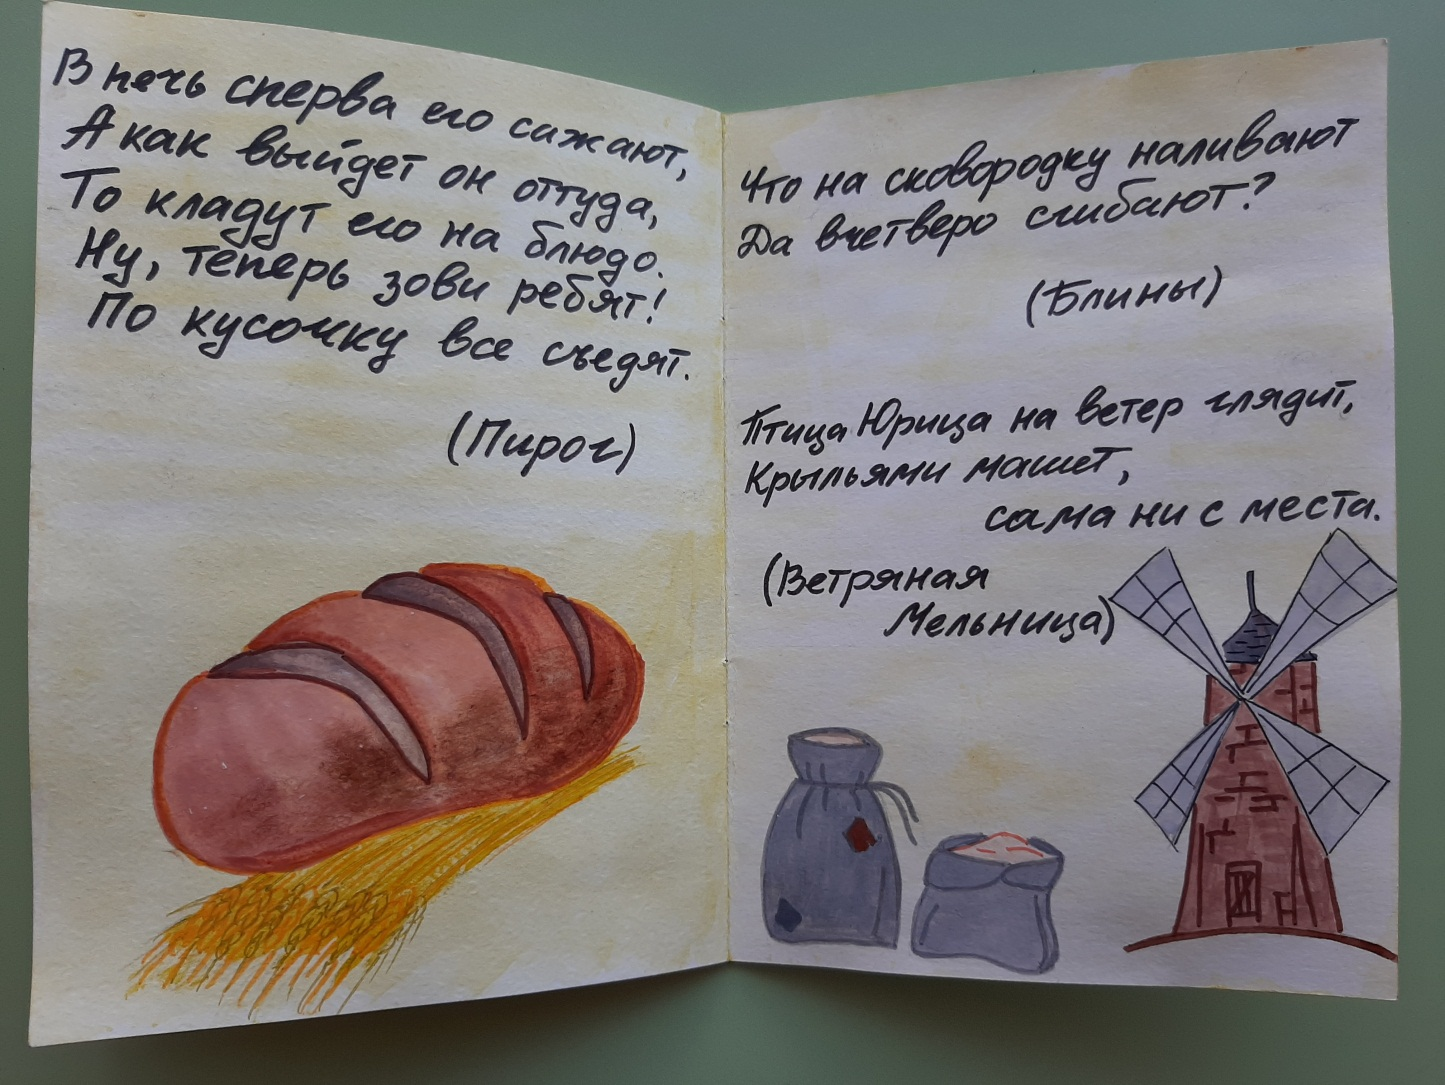 В печь сперва его сажают,
А как выйдет он оттуда,
То кладут его на блюдо.
Ну, теперь зови ребят!
По кусочку все съедят.
(Пирог)
Что на сковородку наливают
Да вчетверо сгибают?
(Блины)
Птица Юрица на ветер глядит,
Крыльями машет,
сама ни с места.
(Ветряная
Мельница)